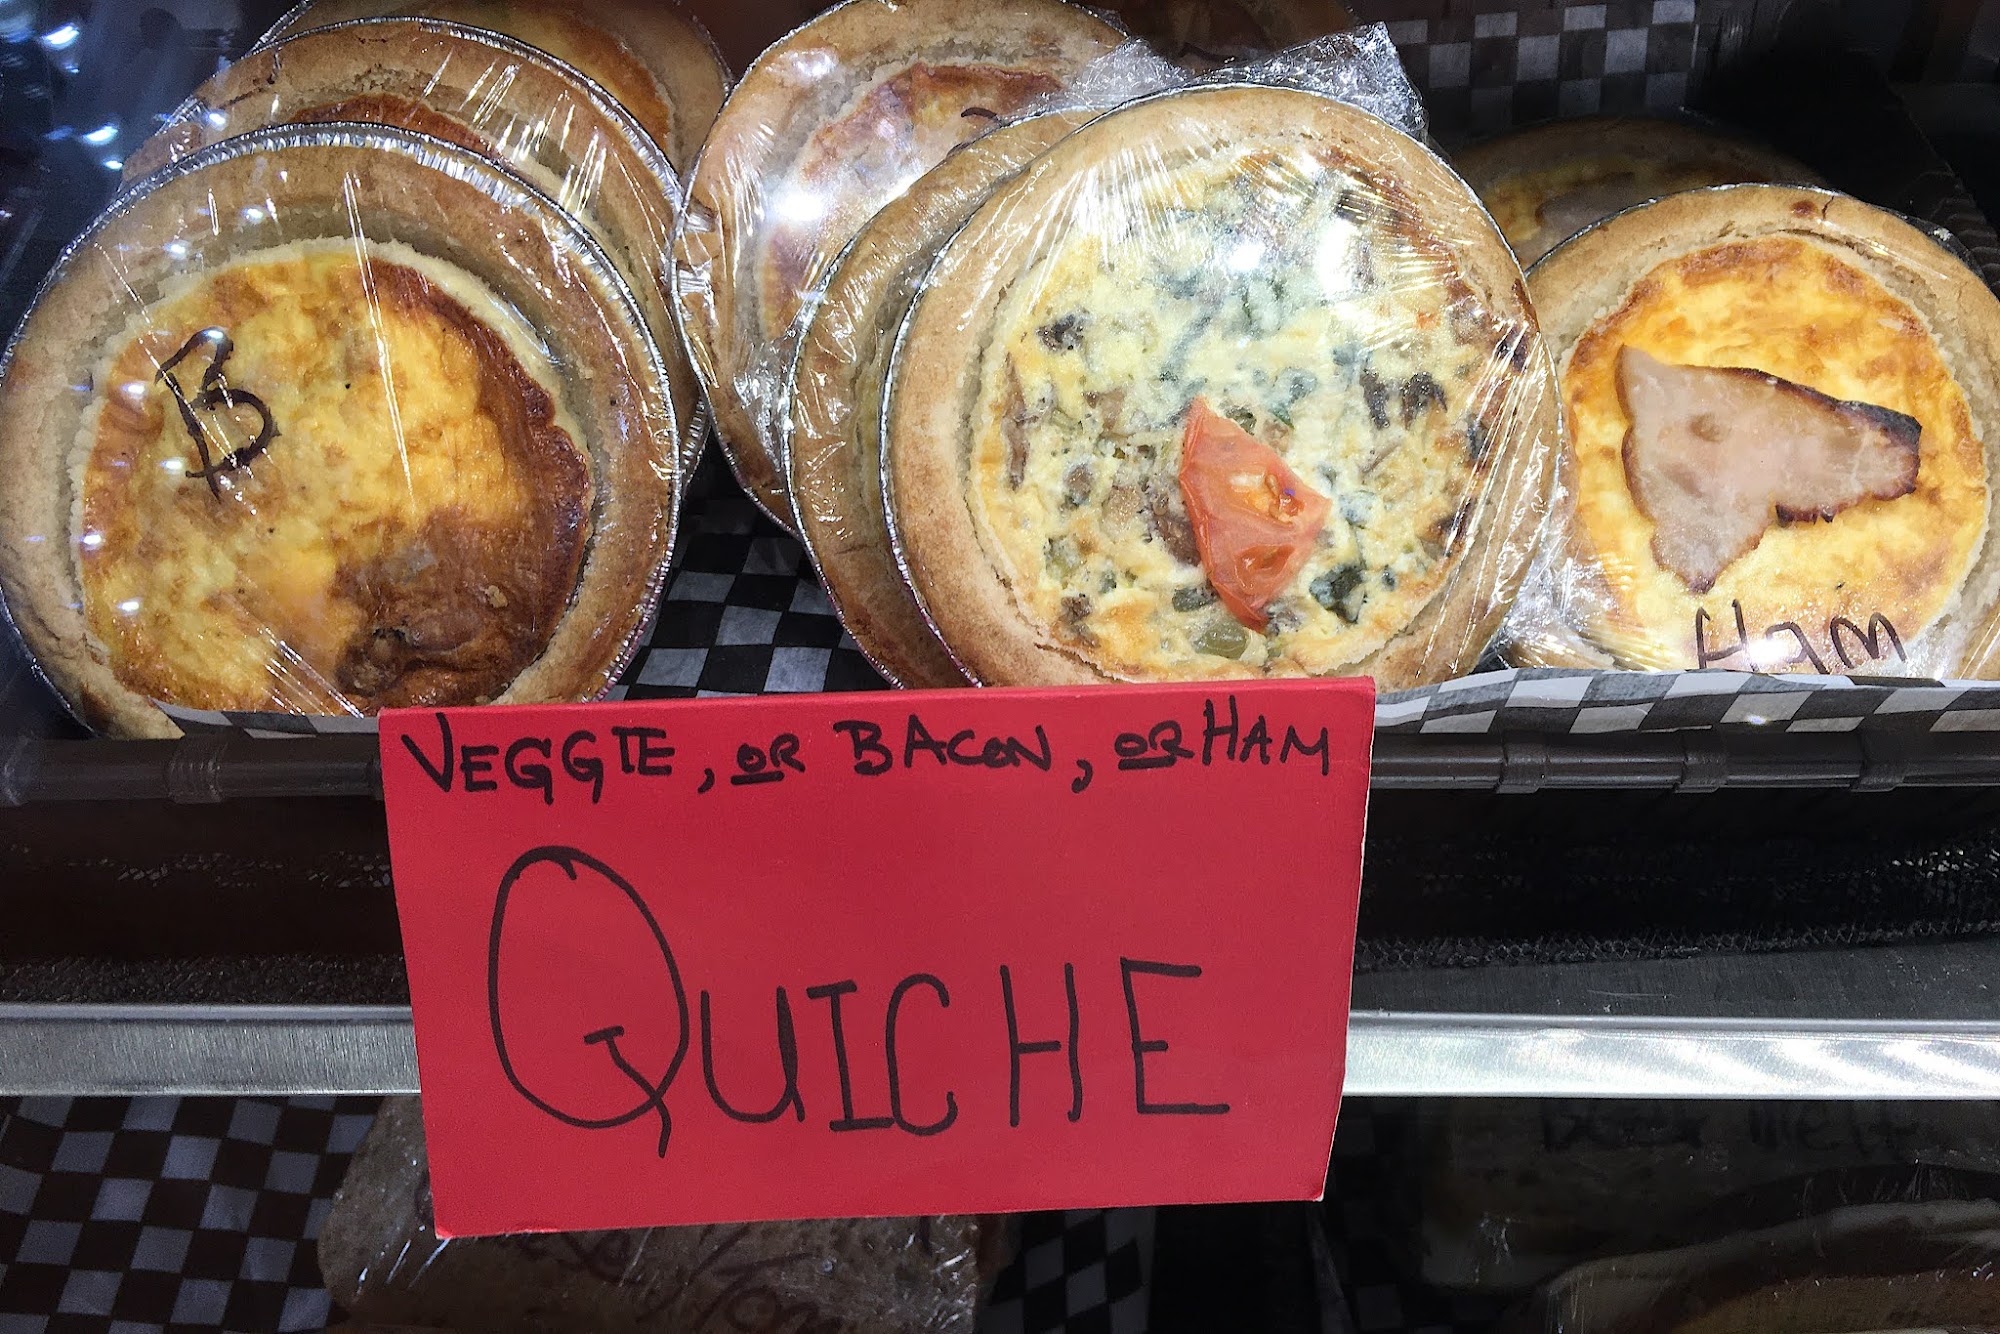 B
HAM
VEGGIE, OR BACON, OR HAM
QUICHE